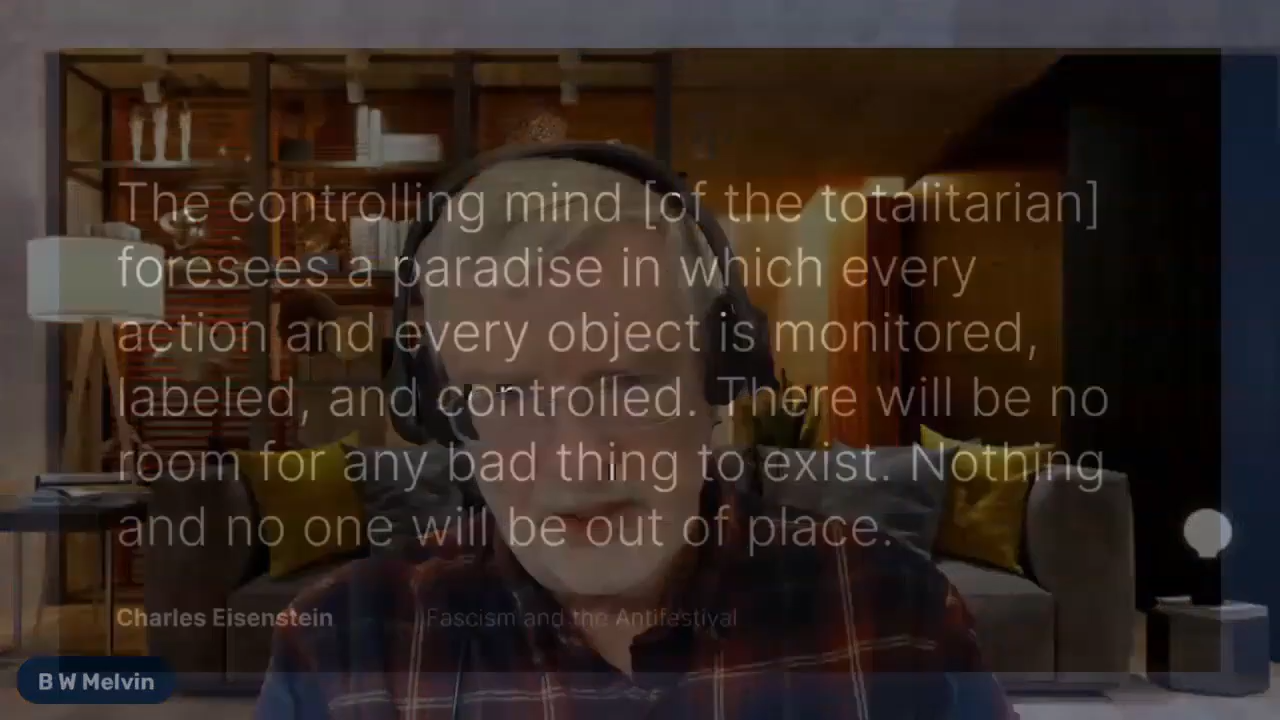 The controlling mind [of the totalitarian]
foresees a paradise in which every
action and every object is monitored,
labeled, and controlled. There will be no
room for any bad thing to exist. Nothing
and no one will be out of place.
Charles Eisenstein Fascism and the Antifestival
B W Melvin